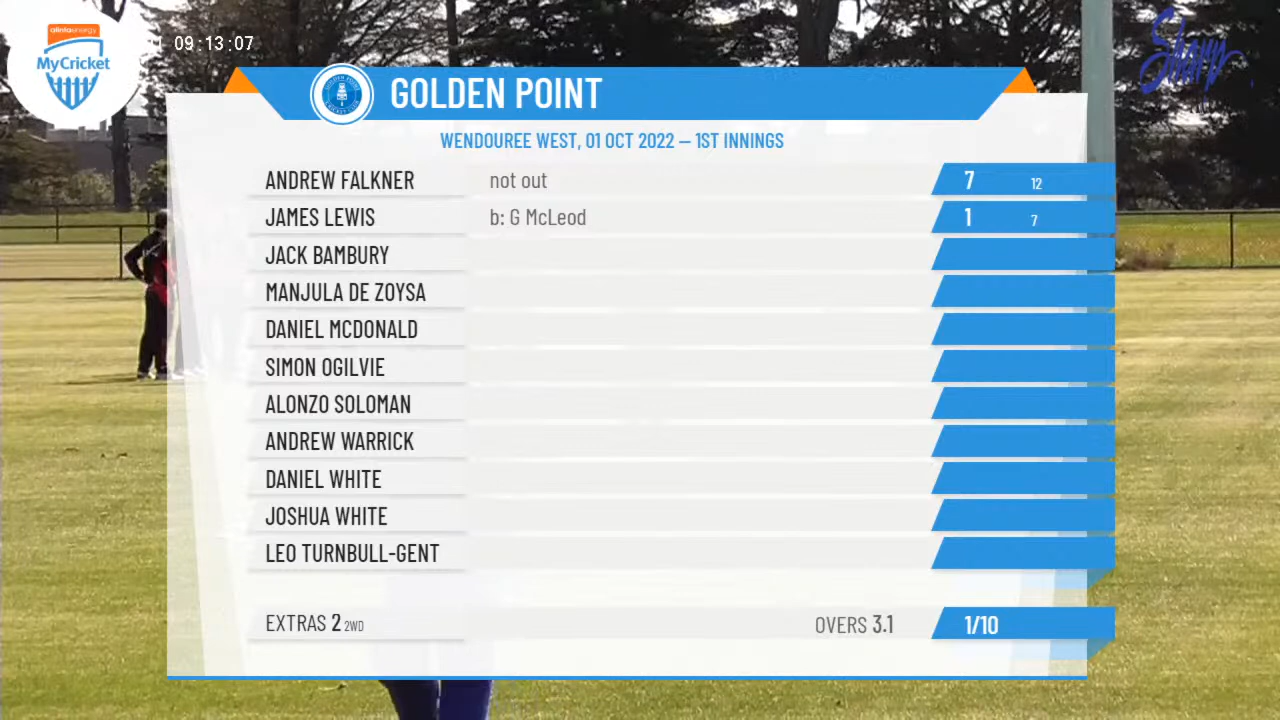 alintaenergy
MyCricket
09:13:07
GOLDEN POINT
WENDOUREE WEST, 01 OCT 2022 – 1ST INNINGS
ANDREW FALKNER not out 7 12
JAMES LEWIS b: G McLeod 1 7
JACK BAMBURY
MANJULA DE ZOYSA
DANIEL MCDONALD
SIMON OGILVIE
ALONZO SOLOMAN
ANDREW WARRICK
DANIEL WHITE
JOSHUA WHITE
LEO TURNBULL-GENT
EXTRAS 2 2WD OVERS 3.1 1/10